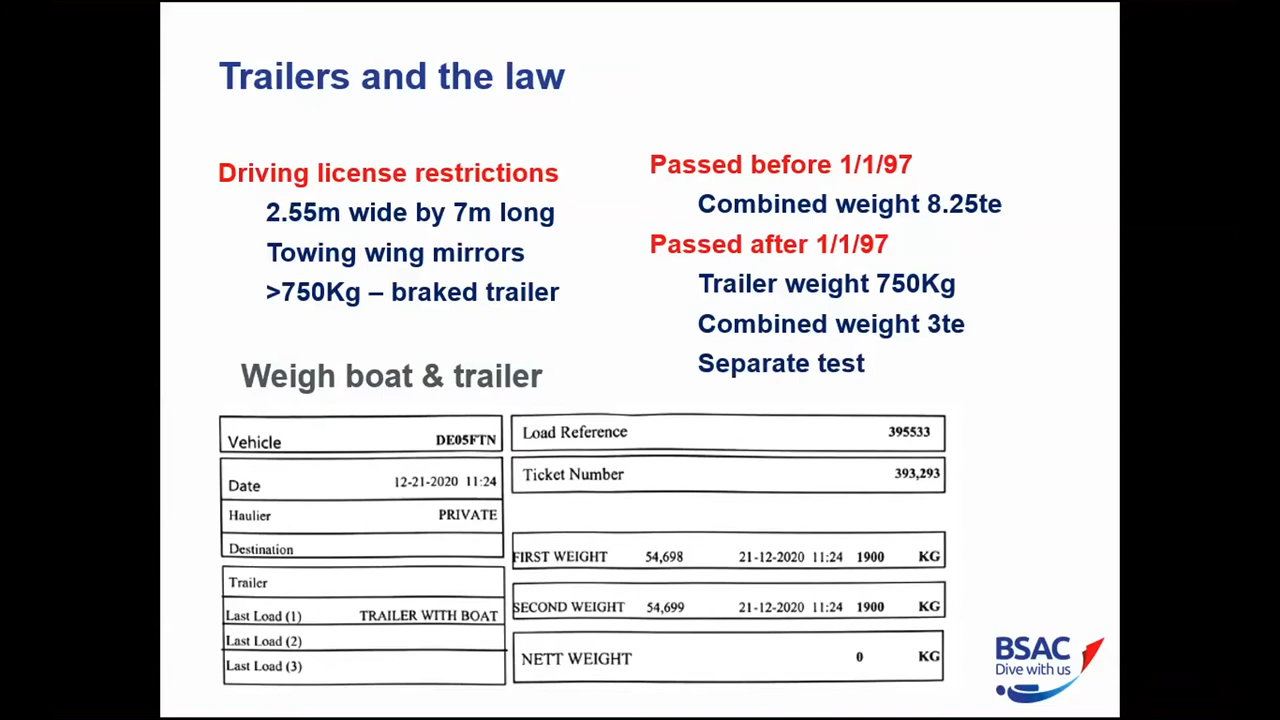 Trailers and the law
Driving license restrictions
2.55m wide by 7m long
Towing wing mirrors
>750Kg – braked trailer
Passed before 1/1/97
Combined weight 8.25te
Passed after 1/1/97
Trailer weight 750Kg
Combined weight 3te
Separate test
Weigh boat & trailer
Vehicle DE05FTN
Date 12-21-2020 11:24
Haulier PRIVATE
Destination
Trailer
Last Load (1) TRAILER WITH BOAT
Last Load (2)
Last Load (3)
Load Reference 395533
Ticket Number 393,293
FIRST WEIGHT 54,698 21-12-2020 11:24 1900 KG
SECOND WEIGHT 54,699 21-12-2020 11:24 1900 KG
NETT WEIGHT 0 KG
BSAC
Dive with us